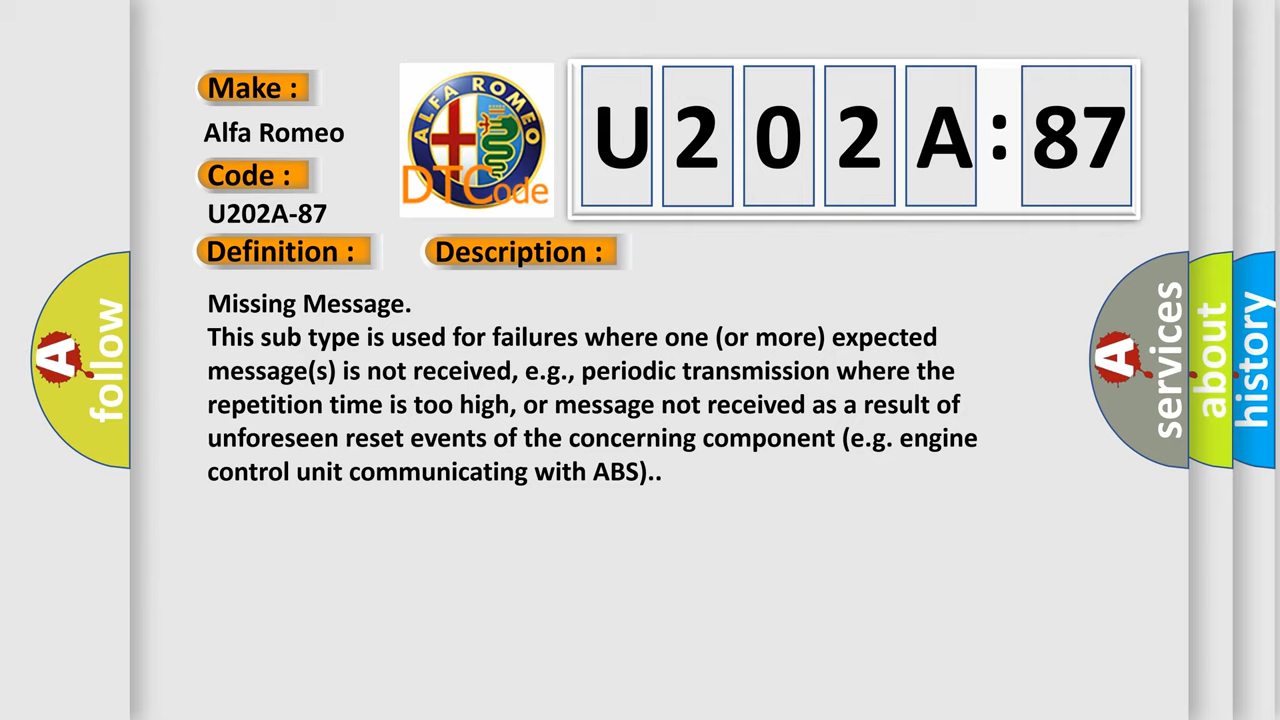 Make :
Alfa Romeo
Code :
U202A-87
Definition :
Description :
ALFA ROMEO
DTCode
U202A:87
Missing Message.
This sub type is used for failures where one (or more) expected
message(s) is not received, e.g., periodic transmission where the
repetition time is too high, or message not received as a result of
unforeseen reset events of the concerning component (e.g. engine
control unit communicating with ABS)..
A
follow
A
services
about
history